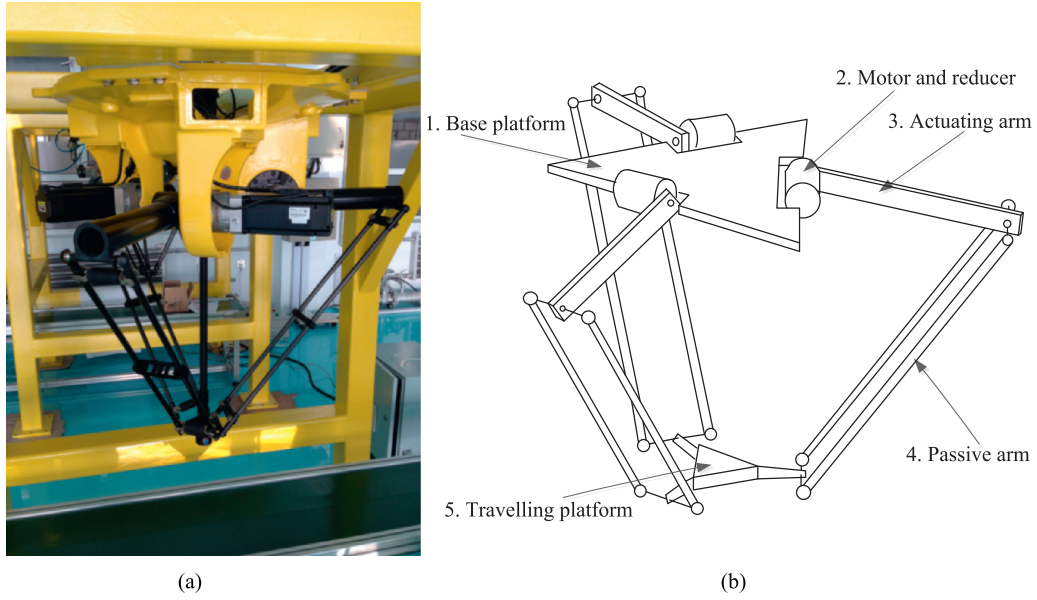 2. Motor and reducer
1. Base platform
3. Actuating arm
4. Passive arm
5. Travelling platform
(a)
(b)